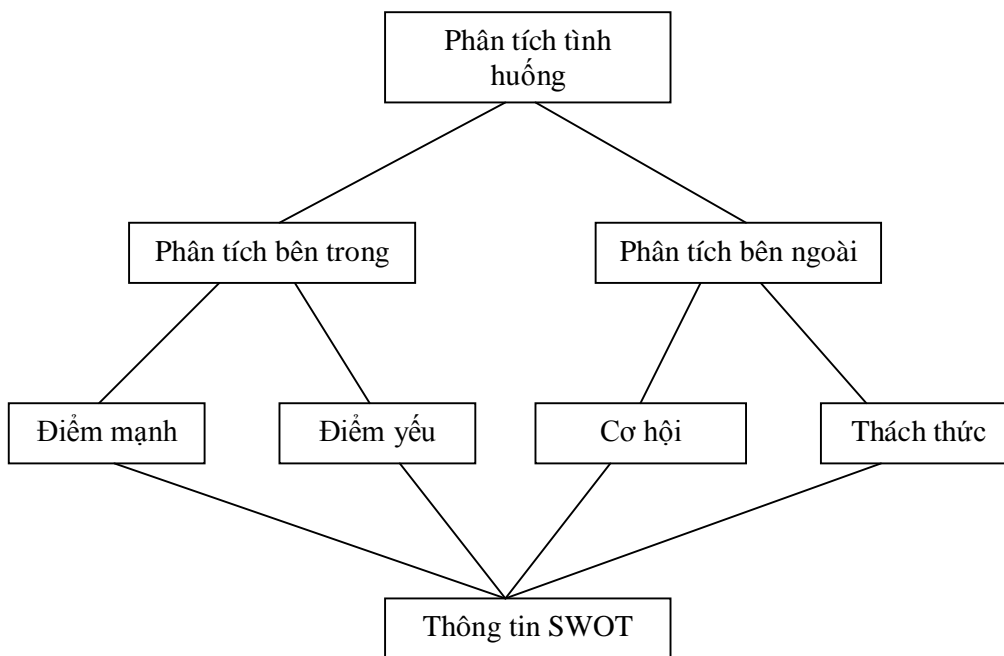 Phân tích tình
huống
Phân tích bên trong
Phân tích bên ngoài
Điểm mạnh
Điểm yếu
Cơ hội
Thách thức
Thông tin SWOT